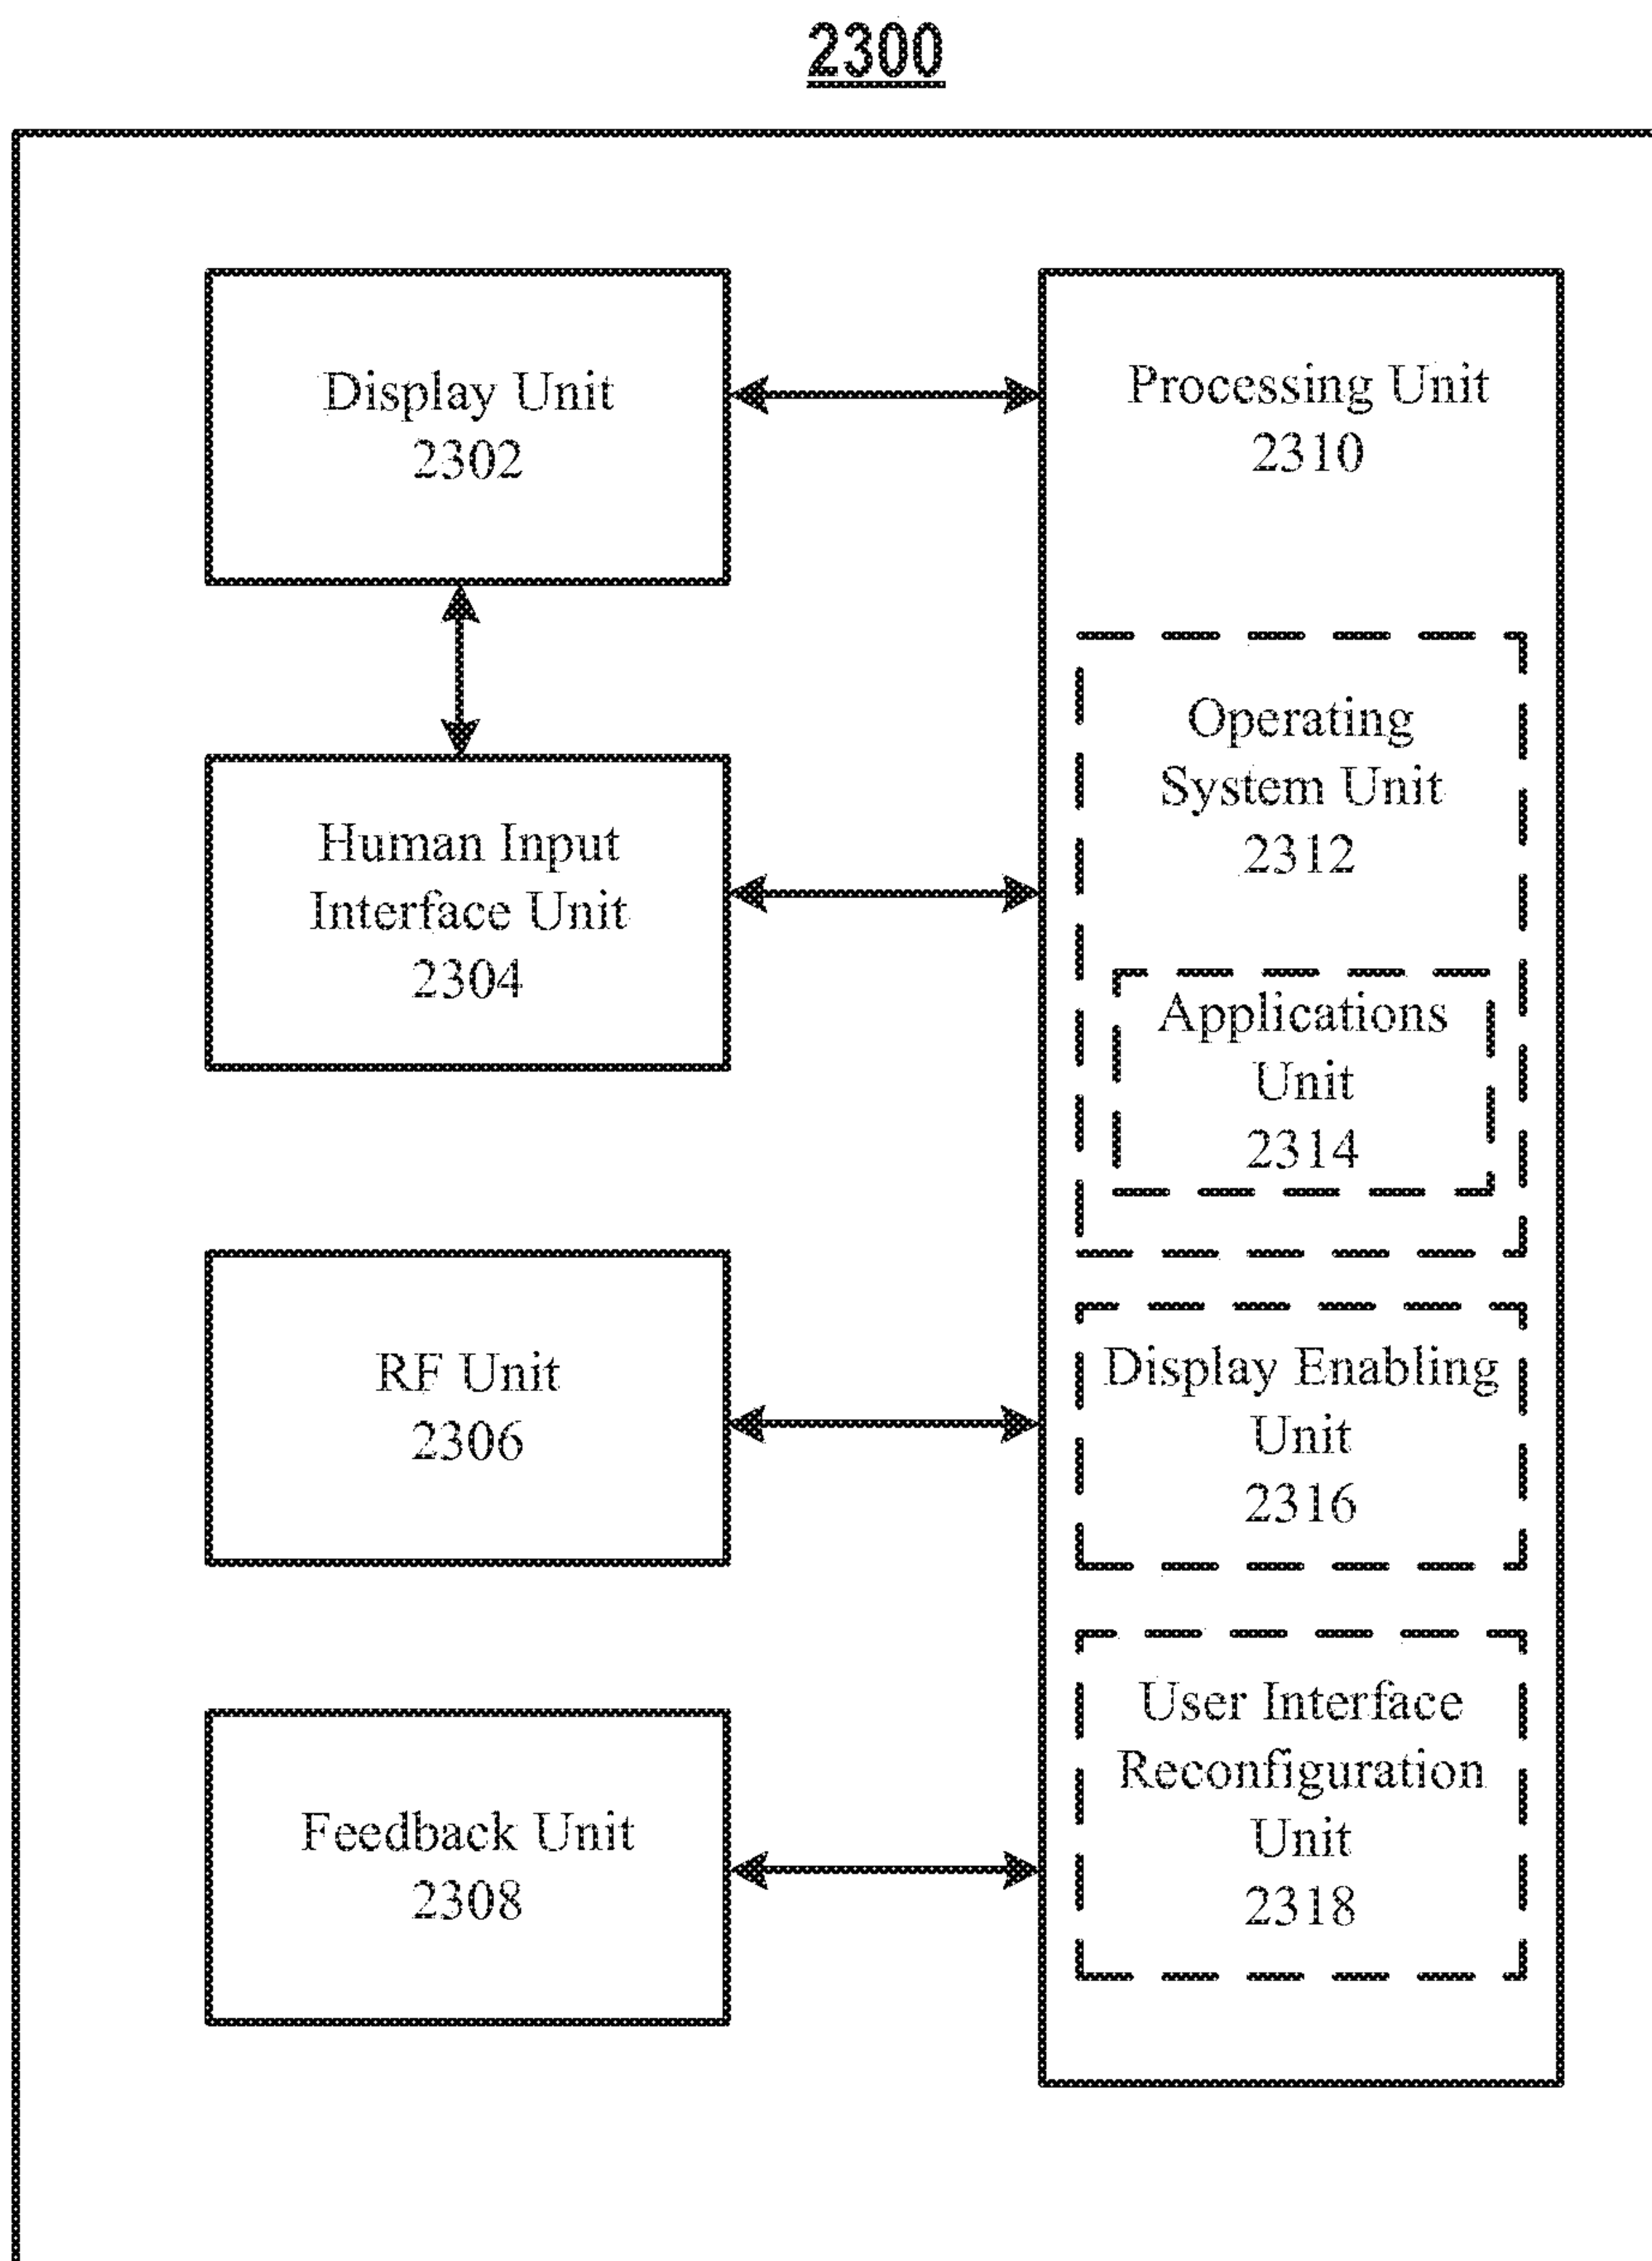 2300
Display Unit
2302
Processing Unit
2310
Operating
System Unit
2312
Human Input
Interface Unit
2304
Applications
Unit
2314
RF Unit
2306
Display Enabling
Unit
2316
User Interface
Reconfiguration
Unit
2318
Feedback Unit
2308